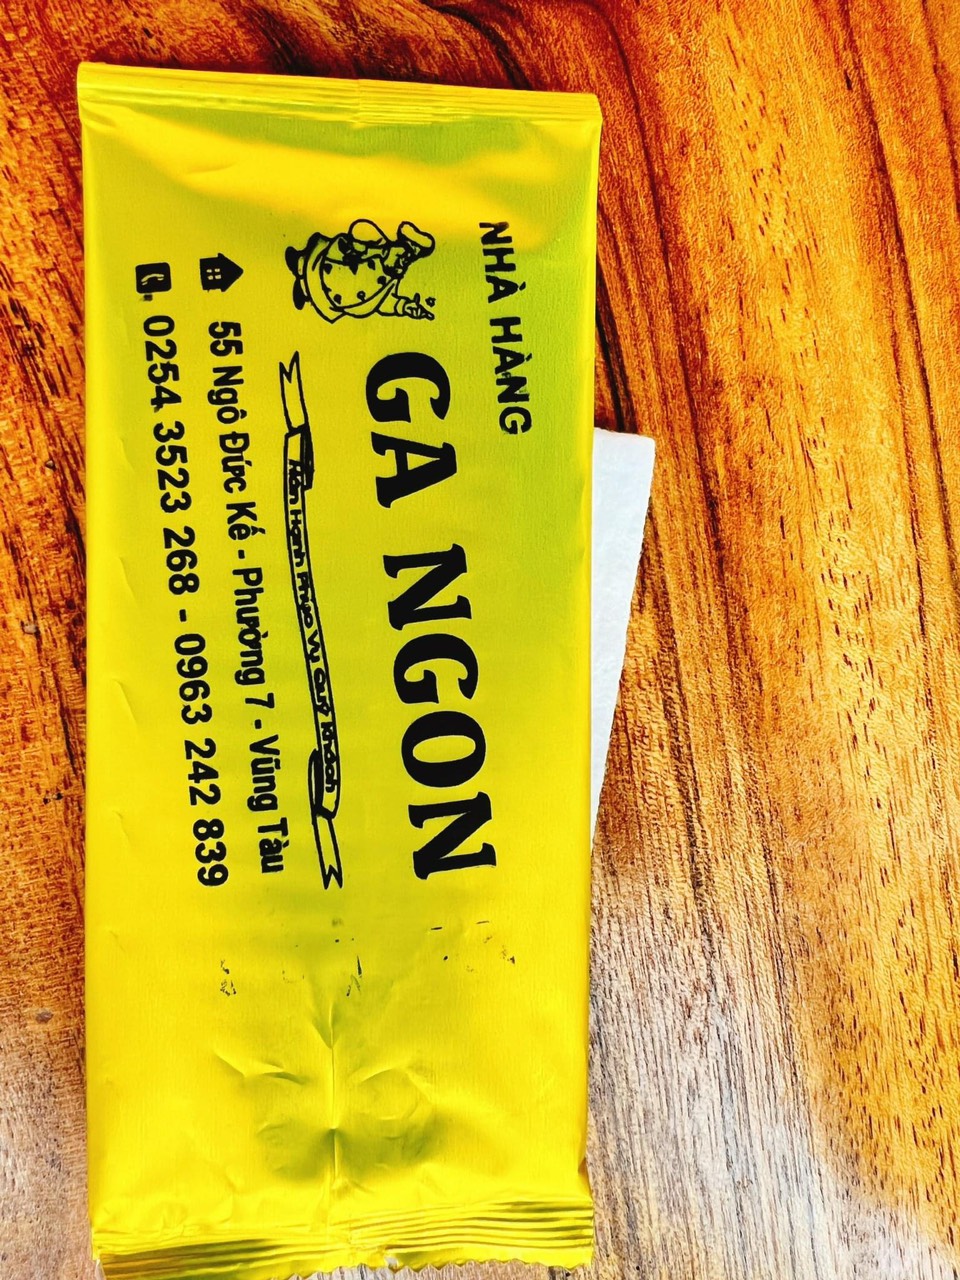 NHÀ HÀNG
GA NGON
Hân Hạnh Phục Vụ Quý Khách
55 Ngô Đức Kế - Phường 7 - Vũng Tàu
0254 3523 268 - 0963 242 839